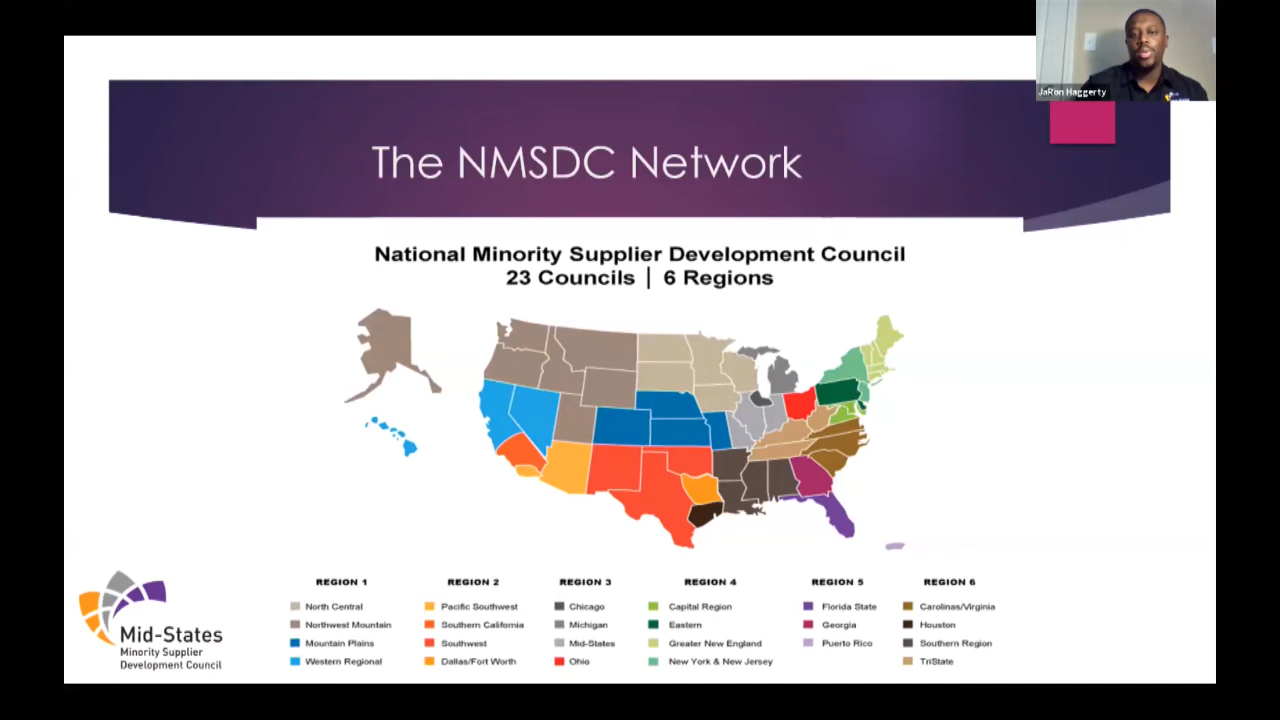 JaRon Haggerty
The NMSDC Network
National Minority Supplier Development Council
23 Councils | 6 Regions
REGION 1
North Central
Northwest Mountain
Mountain Plains
Western Regional
REGION 2
Pacific Southwest
Southern California
Southwest
Dallas/Fort Worth
REGION 3
Chicago
Michigan
Mid-States
Ohio
REGION 4
Capital Region
Eastern
Greater New England
New York & New Jersey
REGION 5
Florida State
Georgia
Puerto Rico
REGION 6
Carolinas/Virginia
Houston
Southern Region
TriState
Mid-States
Minority Supplier
Development Council